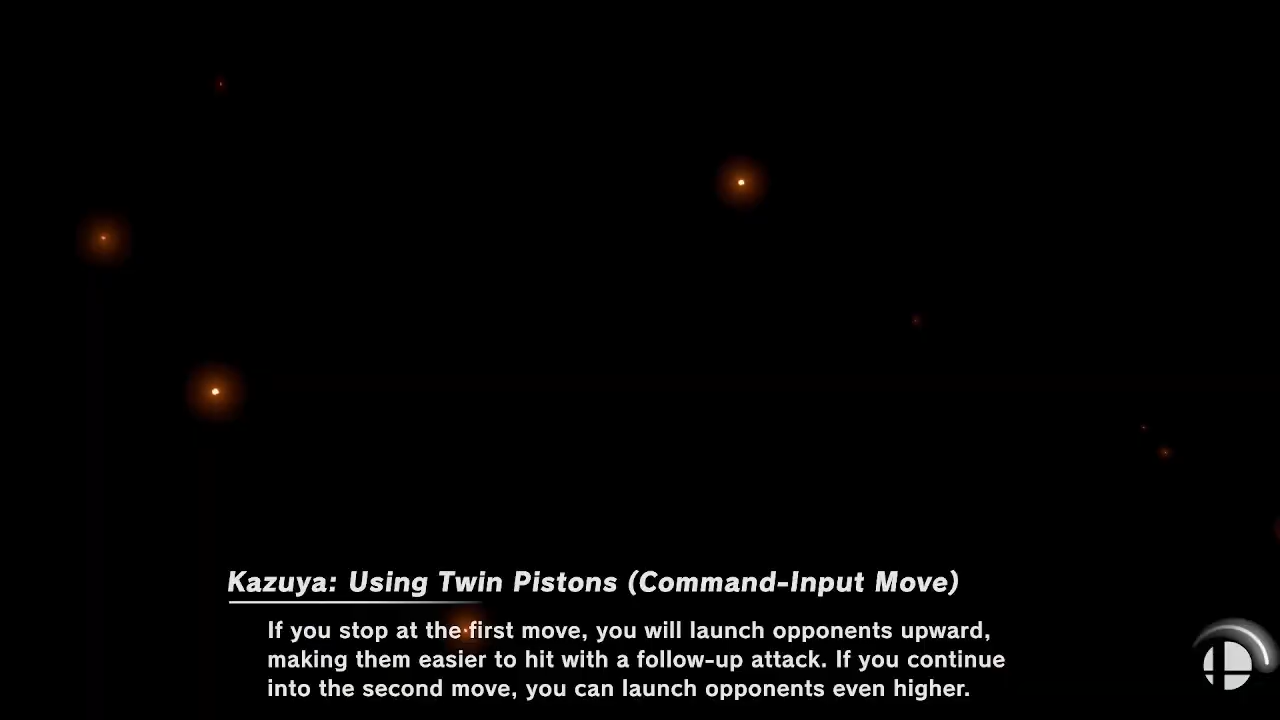 Kazuya: Using Twin Pistons (Command-Input Move)
If you stop at the first move, you will launch opponents upward,
making them easier to hit with a follow-up attack. If you continue
into the second move, you can launch opponents even higher.